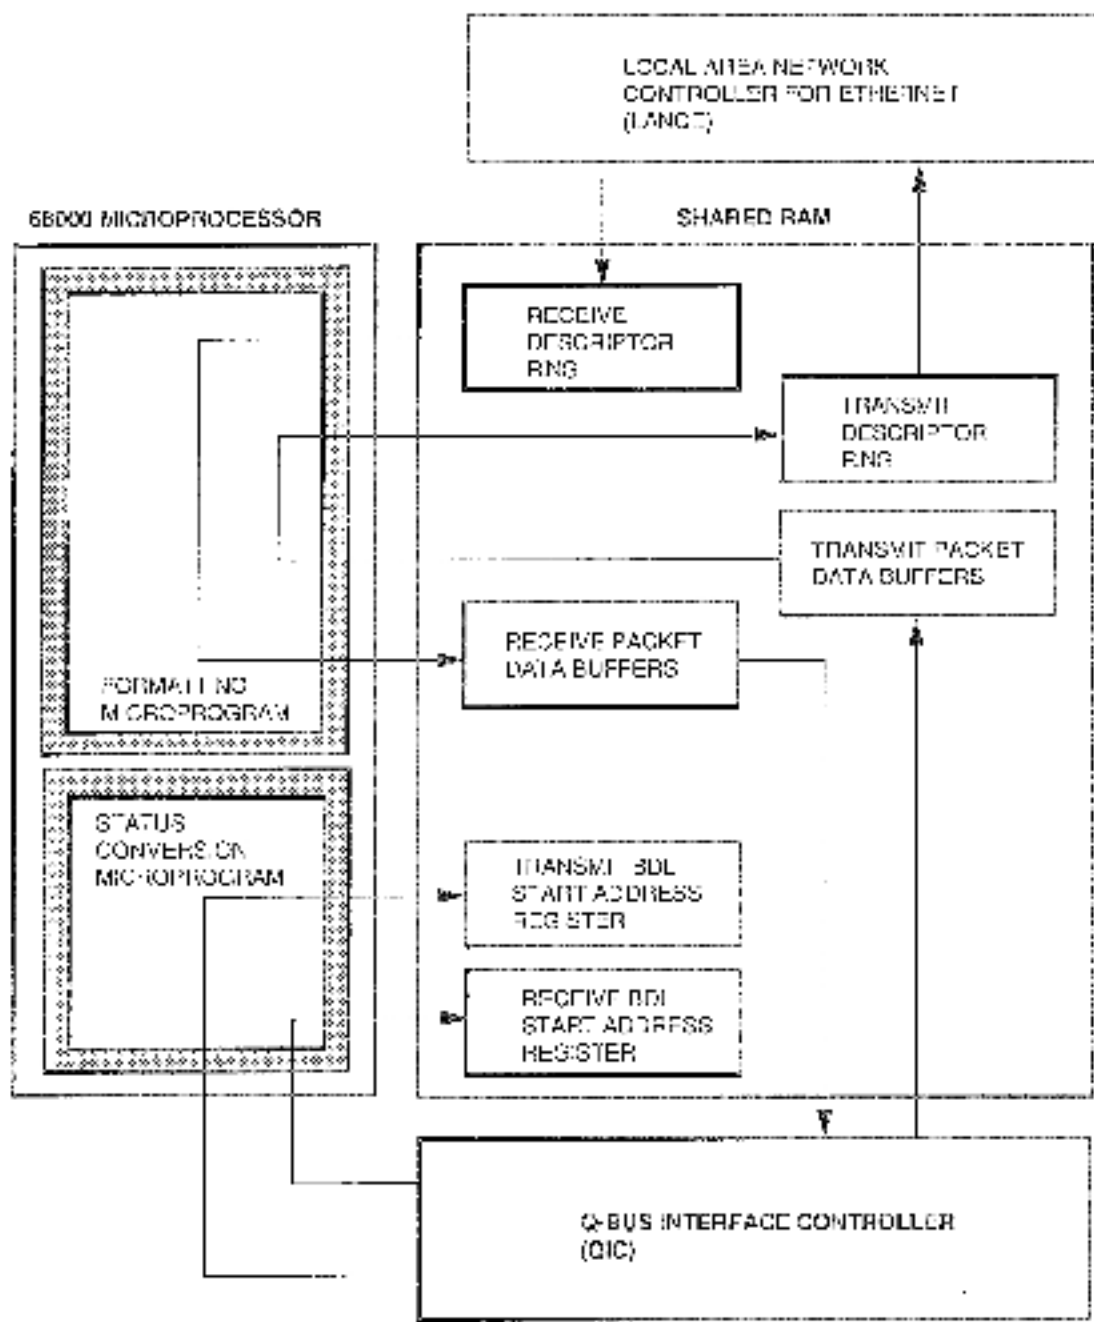 LOCAL AREA NETWORK
CONTROLLER FOR ETHERNET
(LANCE)
68000 MICROPROCESSOR
SHARED RAM
RECEIVE
DESCRIPTOR
RING
TRANSMIT
DESCRIPTOR
RING
TRANSMIT PACKET
DATA BUFFERS
RECEIVE PACKET
DATA BUFFERS
FORMATTING
MICROPROGRAM
STATUS
CONVERSION
MICROPROGRAM
TRANSMIT BDL
START ADDRESS
REGISTER
RECEIVE BDL
START ADDRESS
REGISTER
Q-BUS INTERFACE CONTROLLER
(QIC)